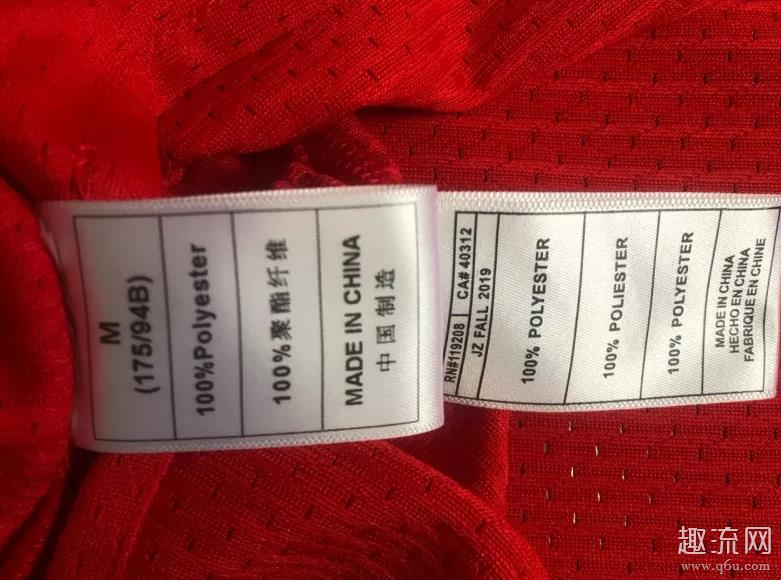 M
(175/94B)
100%Polyester
100%聚酯纤维
MADE IN CHINA
中国制造
RN#119208 CA# 40312
JZ FALL 2019
100% POLYESTER
100% POLIESTER
100% POLYESTER
MADE IN CHINA
HECHO EN CHINA
FABRIQUE EN CHINE
趣流网
www.q6u.com